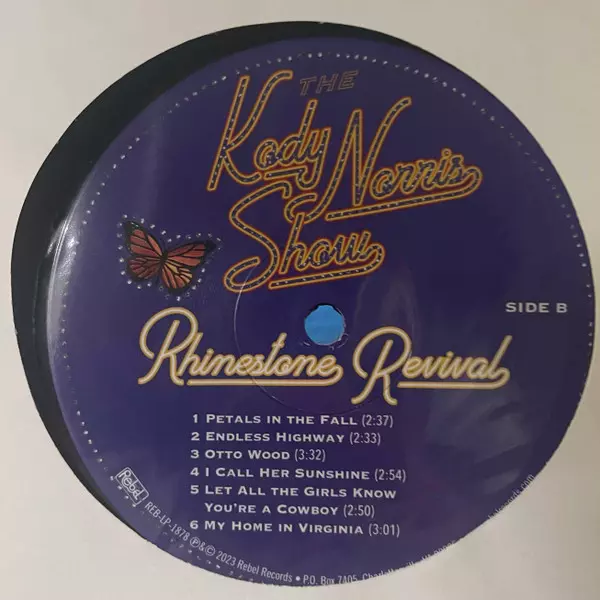 THE
Kody Norris
Show
SIDE B
Rhinestone Revival
1 PETALS IN THE FALL (2:37)
2 ENDLESS HIGHWAY (2:33)
3 OTTO WOOD (3:32)
4 I CALL HER SUNSHINE (2:54)
5 LET ALL THE GIRLS KNOW
YOU'RE A COWBOY (2:50)
6 MY HOME IN VIRGINIA (3:01)
Rebel
REB-LP-1878 ℗&© 2023 Rebel Records • P.O. Box 7405,